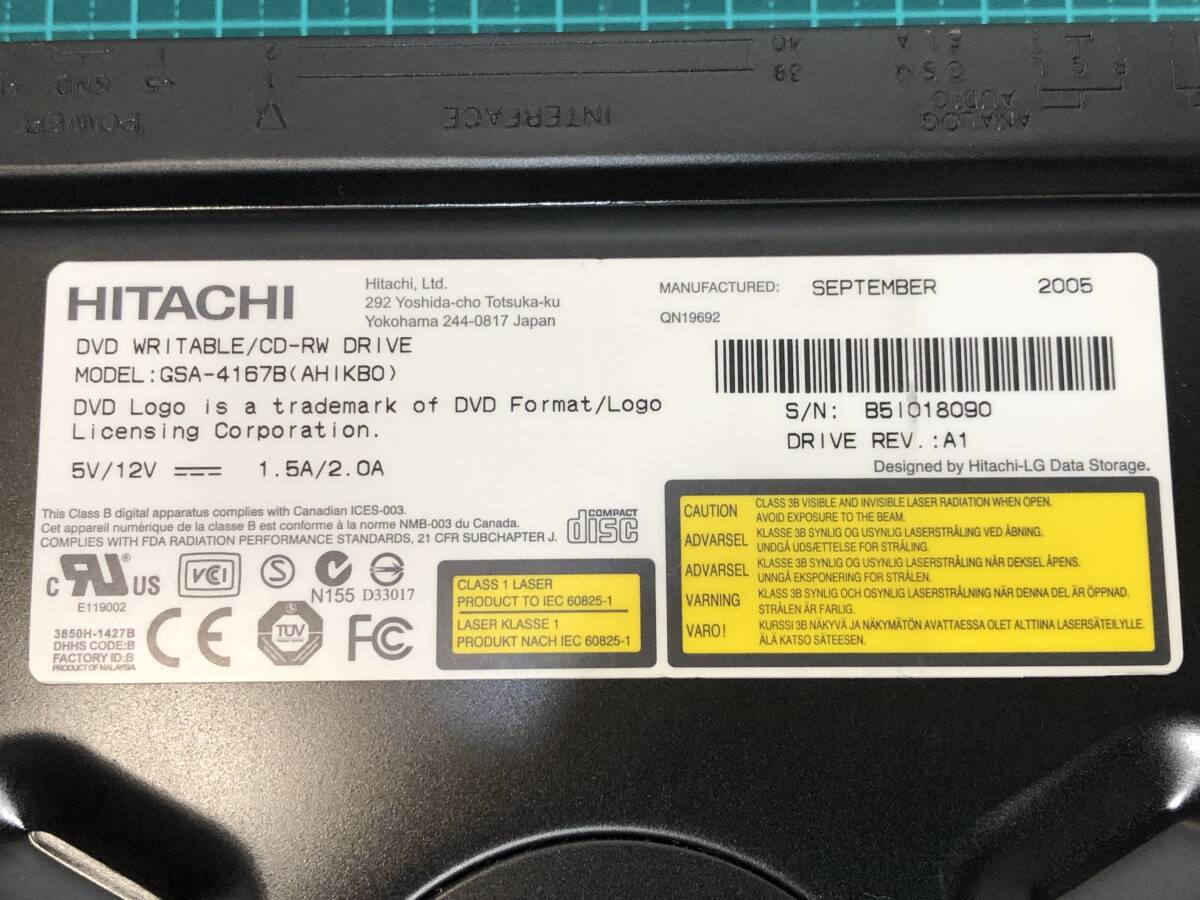 2 40 C S L A
+5 GND 1 39 C S M R G L
POWER INTERFACE ANALOG AUDIO
HITACHI
Hitachi, Ltd.
292 Yoshida-cho Totsuka-ku
Yokohama 244-0817 Japan
MANUFACTURED: SEPTEMBER 2005
QN19692
DVD WRITABLE/CD-RW DRIVE
MODEL:GSA-4167B(AHIKB0)
DVD Logo is a trademark of DVD Format/Logo
Licensing Corporation.
5V/12V 1.5A/2.0A
S/N: B5I018090
DRIVE REV.:A1
Designed by Hitachi-LG Data Storage.
This Class B digital apparatus complies with Canadian ICES-003.
Cet appareil numérique de la classe B est conforme à la norme NMB-003 du Canada.
COMPLIES WITH FDA RADIATION PERFORMANCE STANDARDS, 21 CFR SUBCHAPTER J.
COMPACT
disc
C RU ® US
E119002
VCI
S
N155
D33017
3850H-1427B
DHHS CODE:B
FACTORY ID:B
PRODUCT OF MALAYSIA
CE
TUV
FC
CLASS 1 LASER
PRODUCT TO IEC 60825-1
LASER KLASSE 1
PRODUKT NACH IEC 60825-1
CAUTION CLASS 3B VISIBLE AND INVISIBLE LASER RADIATION WHEN OPEN.
AVOID EXPOSURE TO THE BEAM.
ADVARSEL KLASSE 3B SYNLIG OG USYNLIG LASERSTRÅLING VED ÅBNING.
UNDGÅ UDSÆTTELSE FOR STRÅLING.
ADVARSEL KLASSE 3B SYNLIG OG USYNLIG LASERSTRÅLING NÅR DEKSEL ÅPENS.
UNNGÅ EKSPONERING FOR STRÅLEN.
VARNING KLASS 3B SYNLIG OCH OSYNLIG LASERSTRÅLNING NÄR DENNA DEL ÄR ÖPPNAD.
STRÅLEN ÄR FARLIG.
VARO! KURSSI 3B NÄKYVÄ JA NÄKYMÄTÖN AVATTAESSA OLET ALTTIINA LASERSÄTEILYLLE.
ÄLÄ KATSO SÄTEESEN.